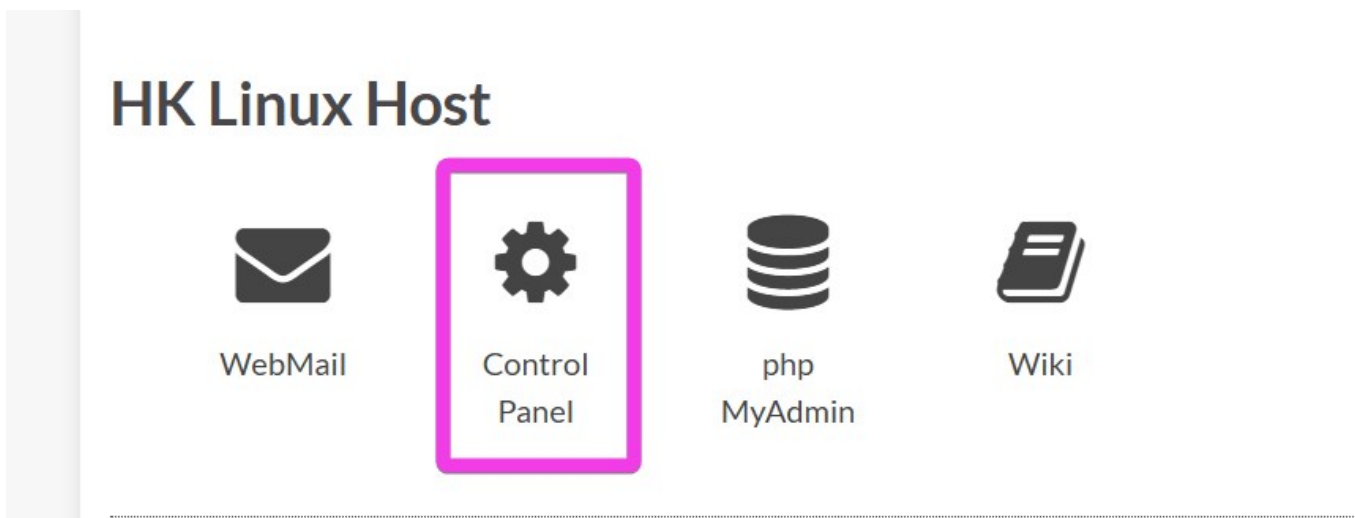 HK Linux Host
WebMail
Control
Panel
php
MyAdmin
Wiki